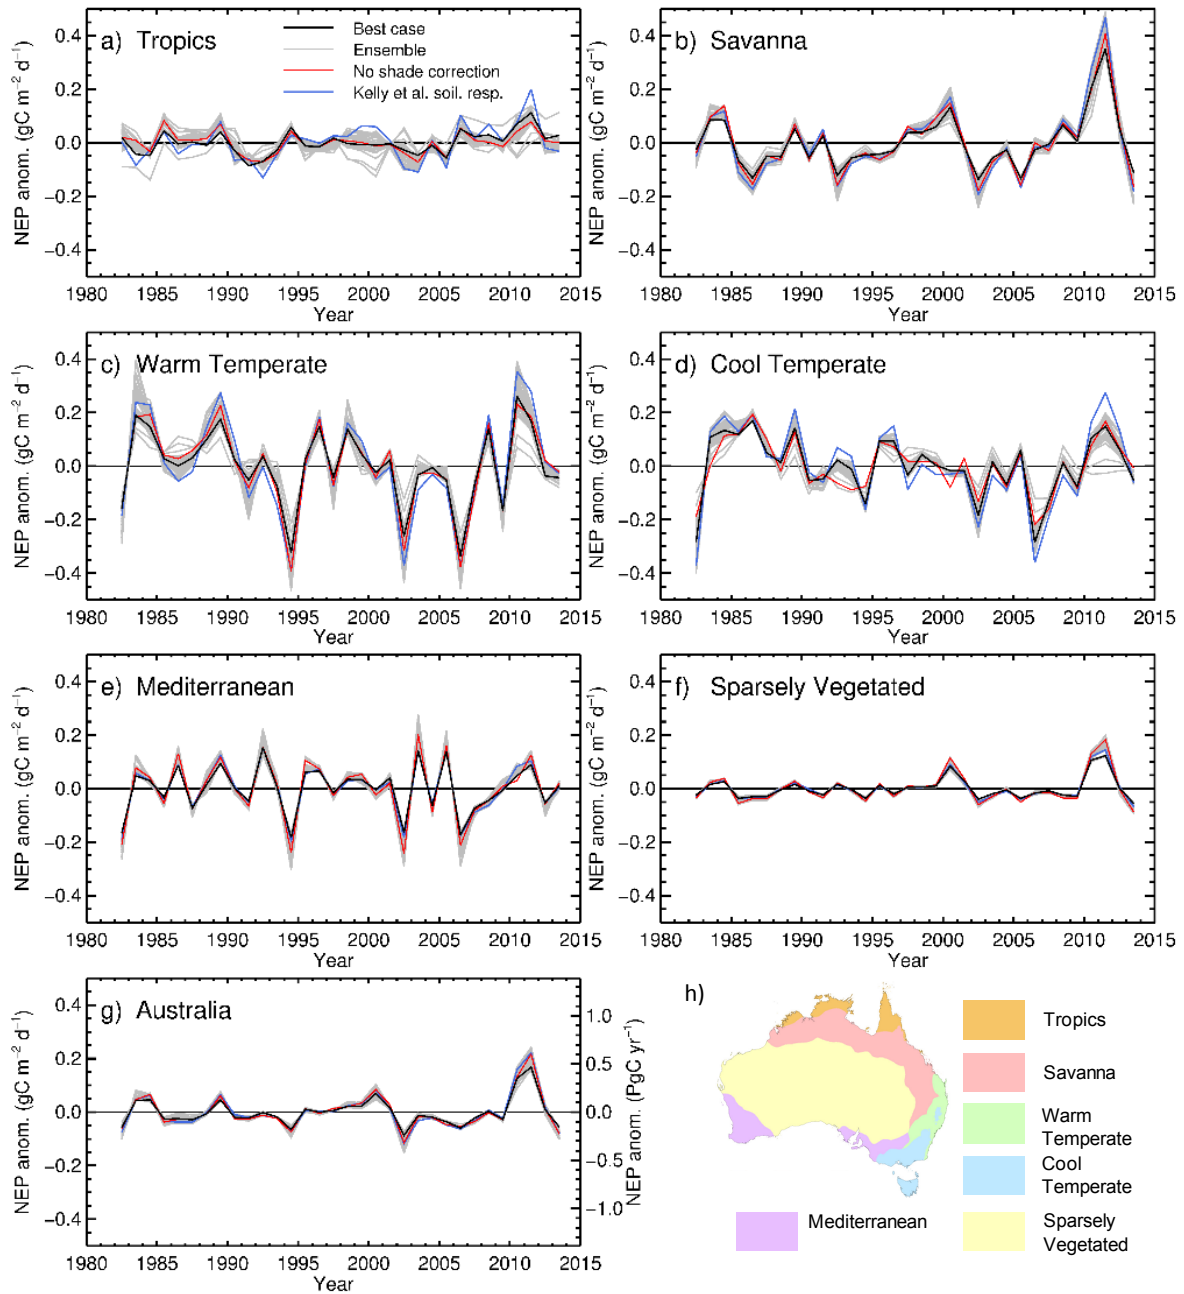 a) Tropics
Best case
Ensemble
No shade correction
Kelly et al. soil. resp.
NEP anom. (gC m⁻² d⁻¹)
0.4
0.2
0.0
−0.2
−0.4
1980 1985 1990 1995 2000 2005 2010 2015
Year
b) Savanna
NEP anom. (gC m⁻² d⁻¹)
0.4
0.2
0.0
−0.2
−0.4
1980 1985 1990 1995 2000 2005 2010 2015
Year
c) Warm Temperate
NEP anom. (gC m⁻² d⁻¹)
0.4
0.2
0.0
−0.2
−0.4
1980 1985 1990 1995 2000 2005 2010 2015
Year
d) Cool Temperate
NEP anom. (gC m⁻² d⁻¹)
0.4
0.2
0.0
−0.2
−0.4
1980 1985 1990 1995 2000 2005 2010 2015
Year
e) Mediterranean
NEP anom. (gC m⁻² d⁻¹)
0.4
0.2
0.0
−0.2
−0.4
1980 1985 1990 1995 2000 2005 2010 2015
Year
f) Sparsely Vegetated
NEP anom. (gC m⁻² d⁻¹)
0.4
0.2
0.0
−0.2
−0.4
1980 1985 1990 1995 2000 2005 2010 2015
Year
g) Australia
NEP anom. (gC m⁻² d⁻¹)
0.4
0.2
0.0
−0.2
−0.4
1980 1985 1990 1995 2000 2005 2010 2015
Year
1.0
0.5
0.0
−0.5
−1.0
NEP anom. (PgC yr⁻¹)
h)
Tropics
Savanna
Warm
Temperate
Cool
Temperate
Mediterranean
Sparsely
Vegetated